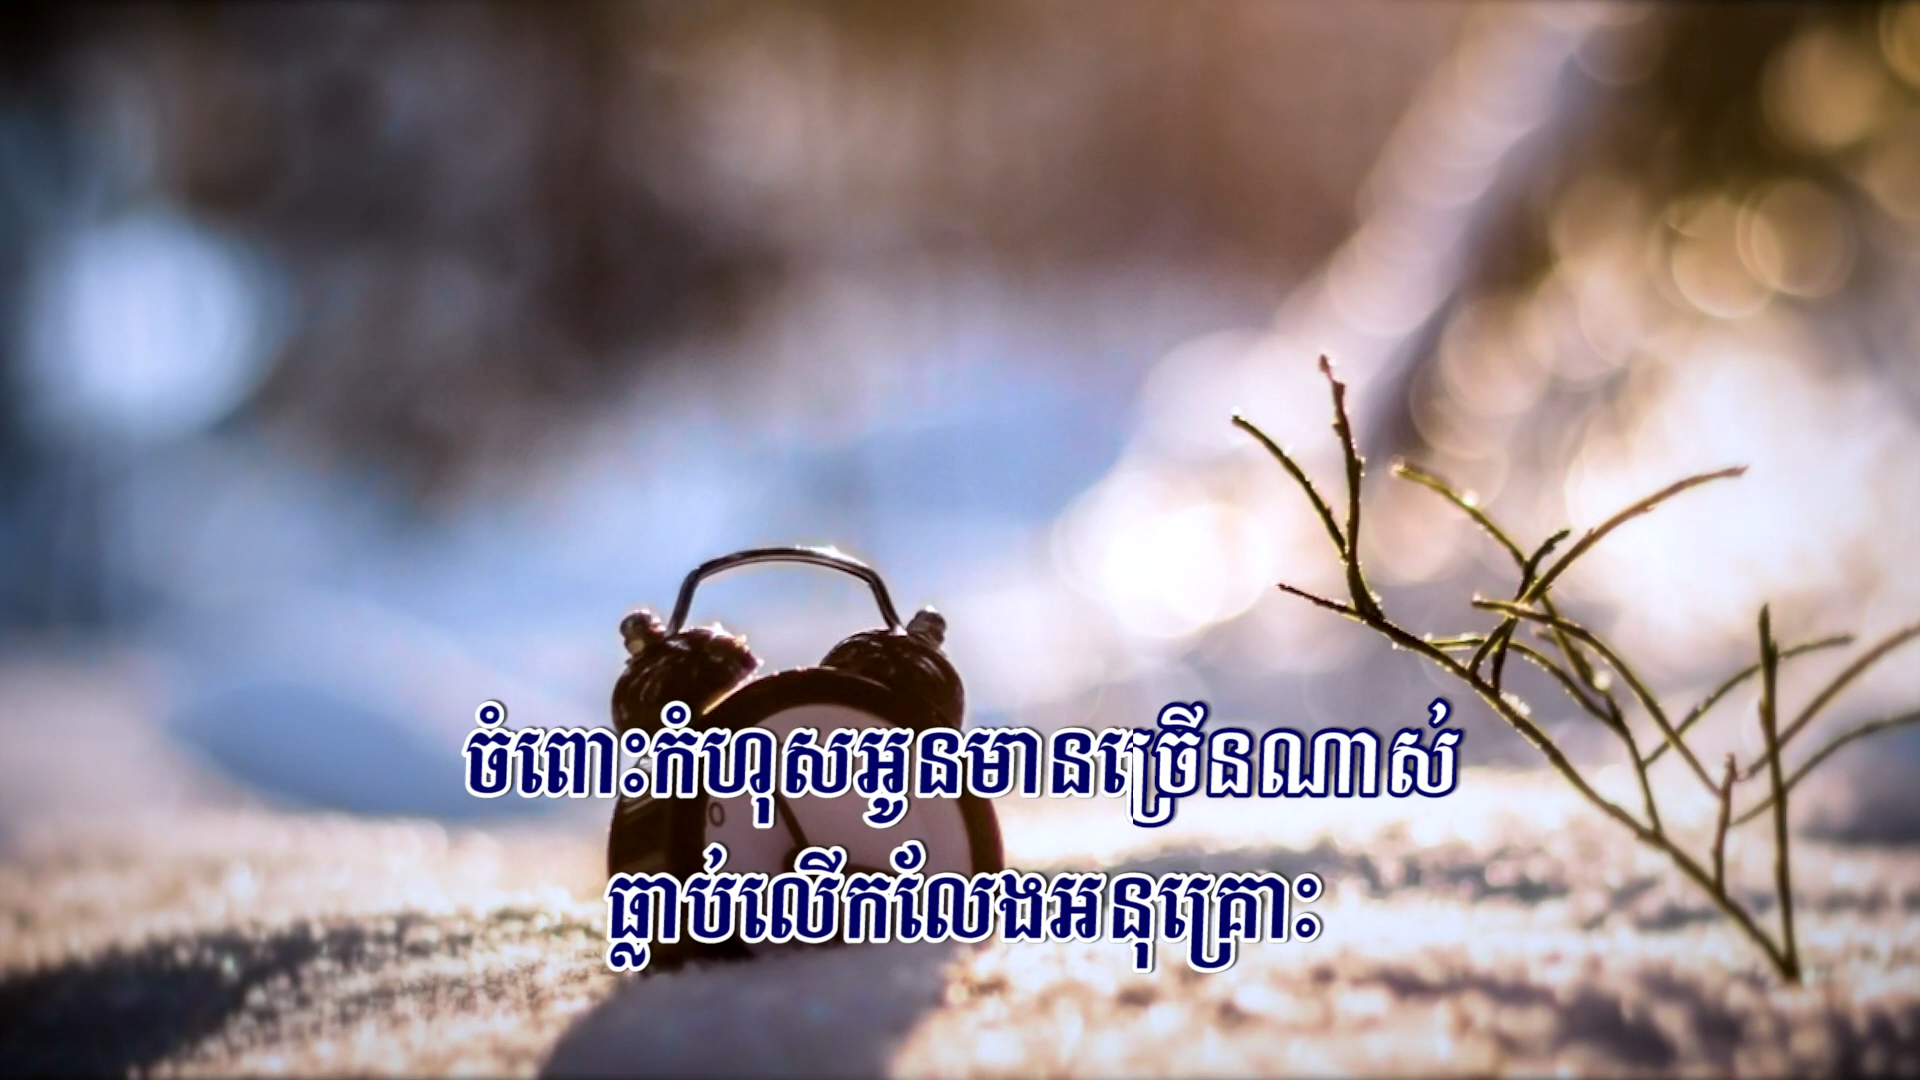 ចំពោះកំហុសអូនមានច្រើនណាស់
ធ្លាប់លើកលែងអនុគ្រោះ